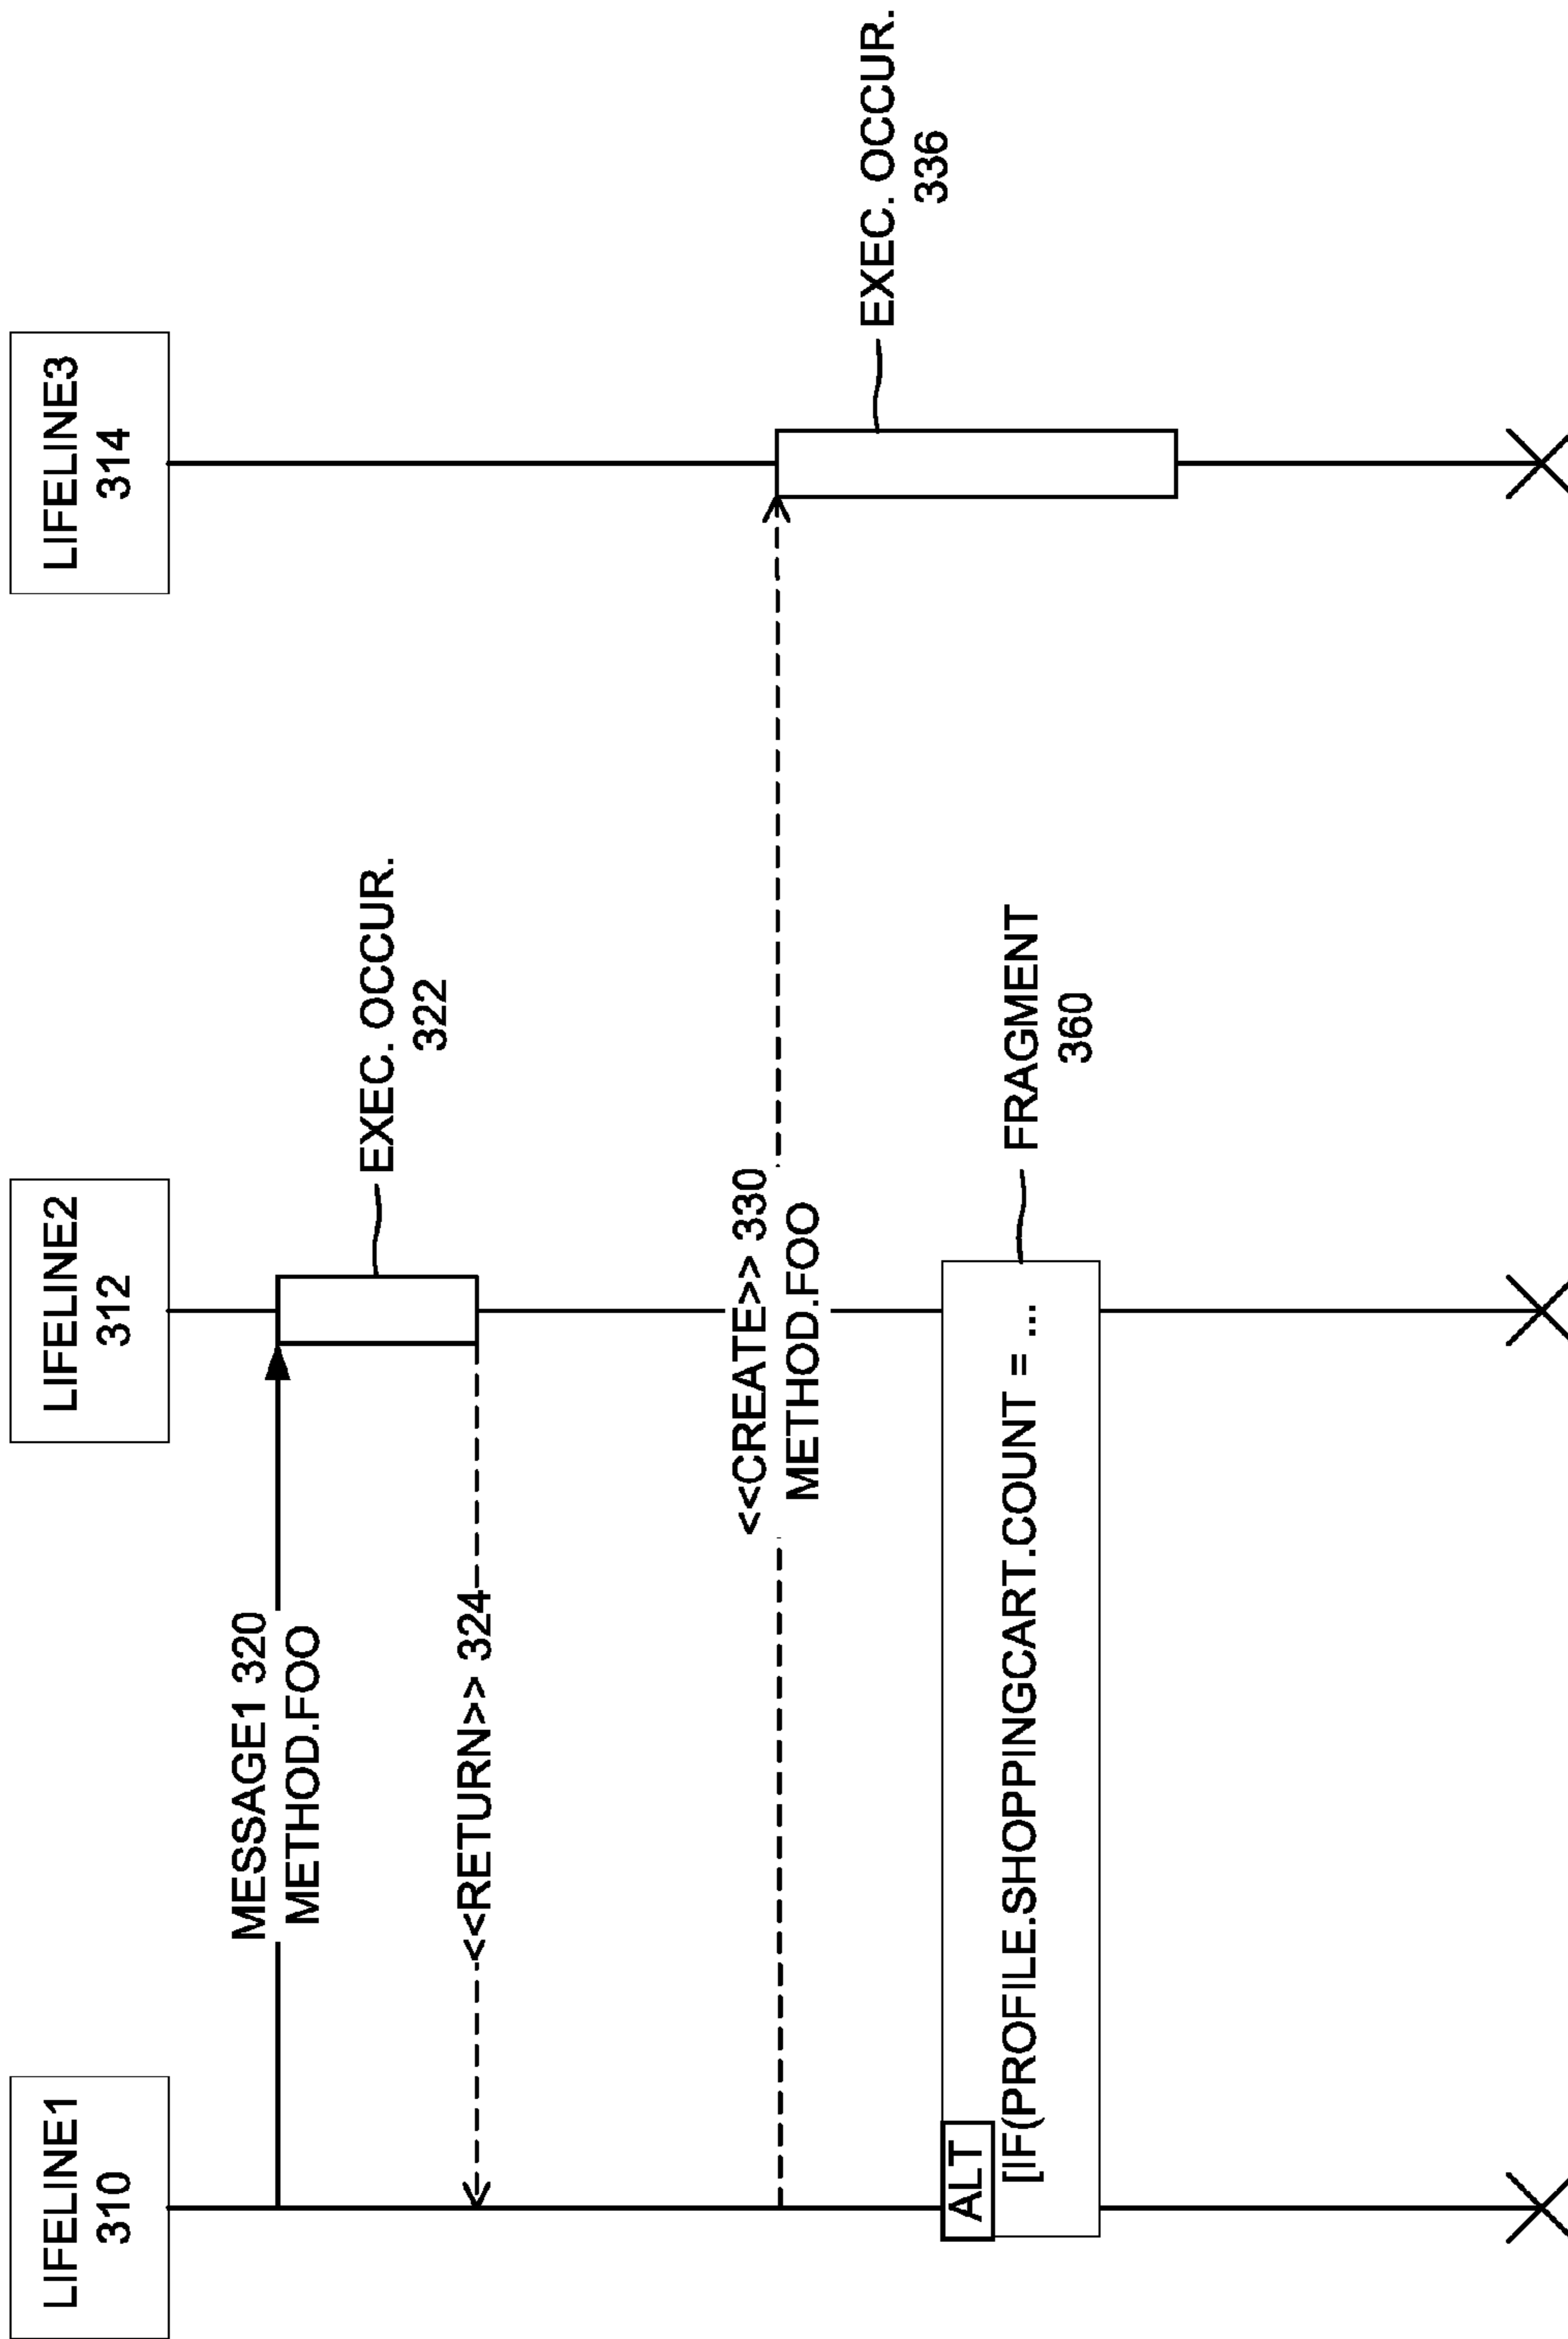 LIFELINE1
310
LIFELINE2
312
LIFELINE3
314
MESSAGE1 320
METHOD.FOO
EXEC. OCCUR.
322
<<RETURN>> 324
<<CREATE>> 330
METHOD.FOO
EXEC. OCCUR.
336
ALT
[IF(PROFILE.SHOPPINGCART.COUNT = ...
FRAGMENT
360